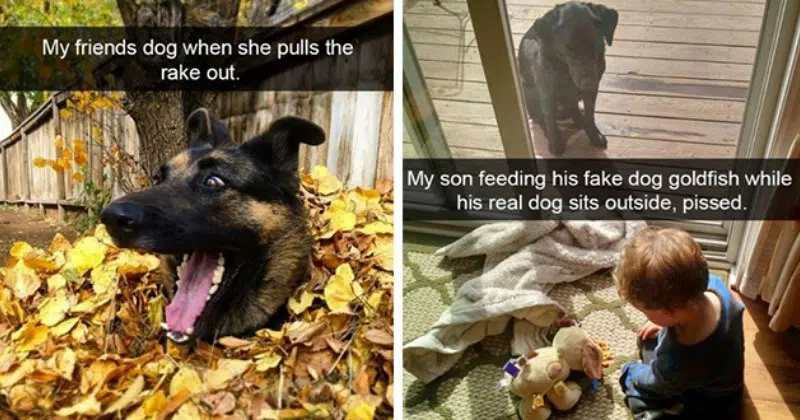 My friends dog when she pulls the
rake out.
My son feeding his fake dog goldfish while
his real dog sits outside, pissed.